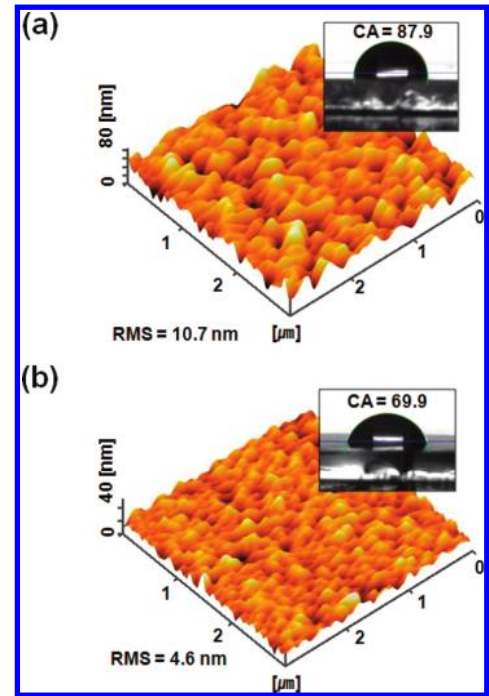 (a)
CA = 87.9
80 [nm]
0
0
1
1
2
2
RMS = 10.7 nm
[µm]
(b)
CA = 69.9
40 [nm]
0
0
1
1
2
2
RMS = 4.6 nm
[µm]